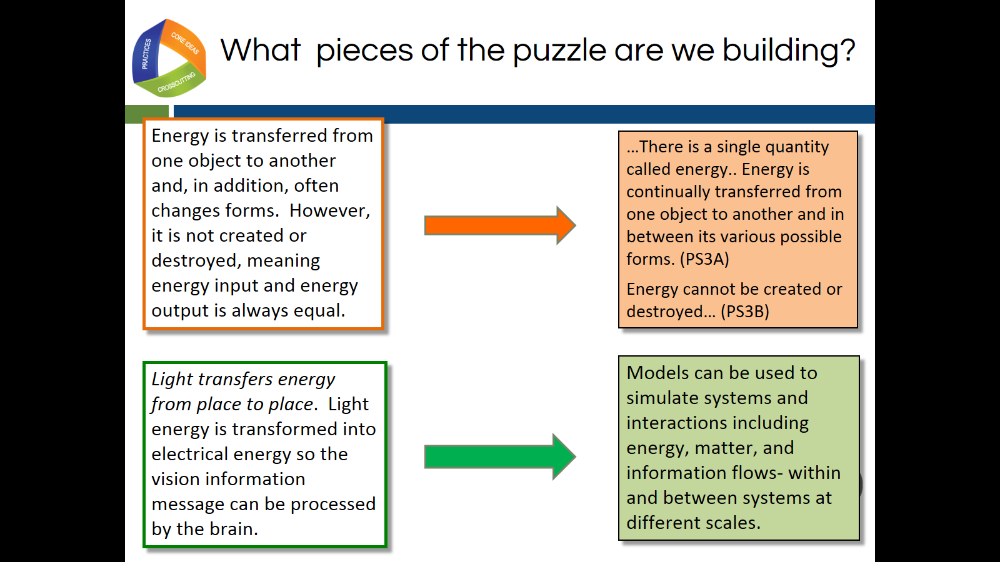 PRACTICES
CORE IDEAS
CROSSCUTTING
What  pieces of the puzzle are we building?
Energy is transferred from
one object to another
and, in addition, often
changes forms.  However,
it is not created or
destroyed, meaning
energy input and energy
output is always equal.
...There is a single quantity
called energy.. Energy is
continually transferred from
one object to another and in
between its various possible
forms. (PS3A)
Energy cannot be created or
destroyed... (PS3B)
Light transfers energy
from place to place.  Light
energy is transformed into
electrical energy so the
vision information
message can be processed
by the brain.
Models can be used to
simulate systems and
interactions including
energy, matter, and
information flows- within
and between systems at
different scales.